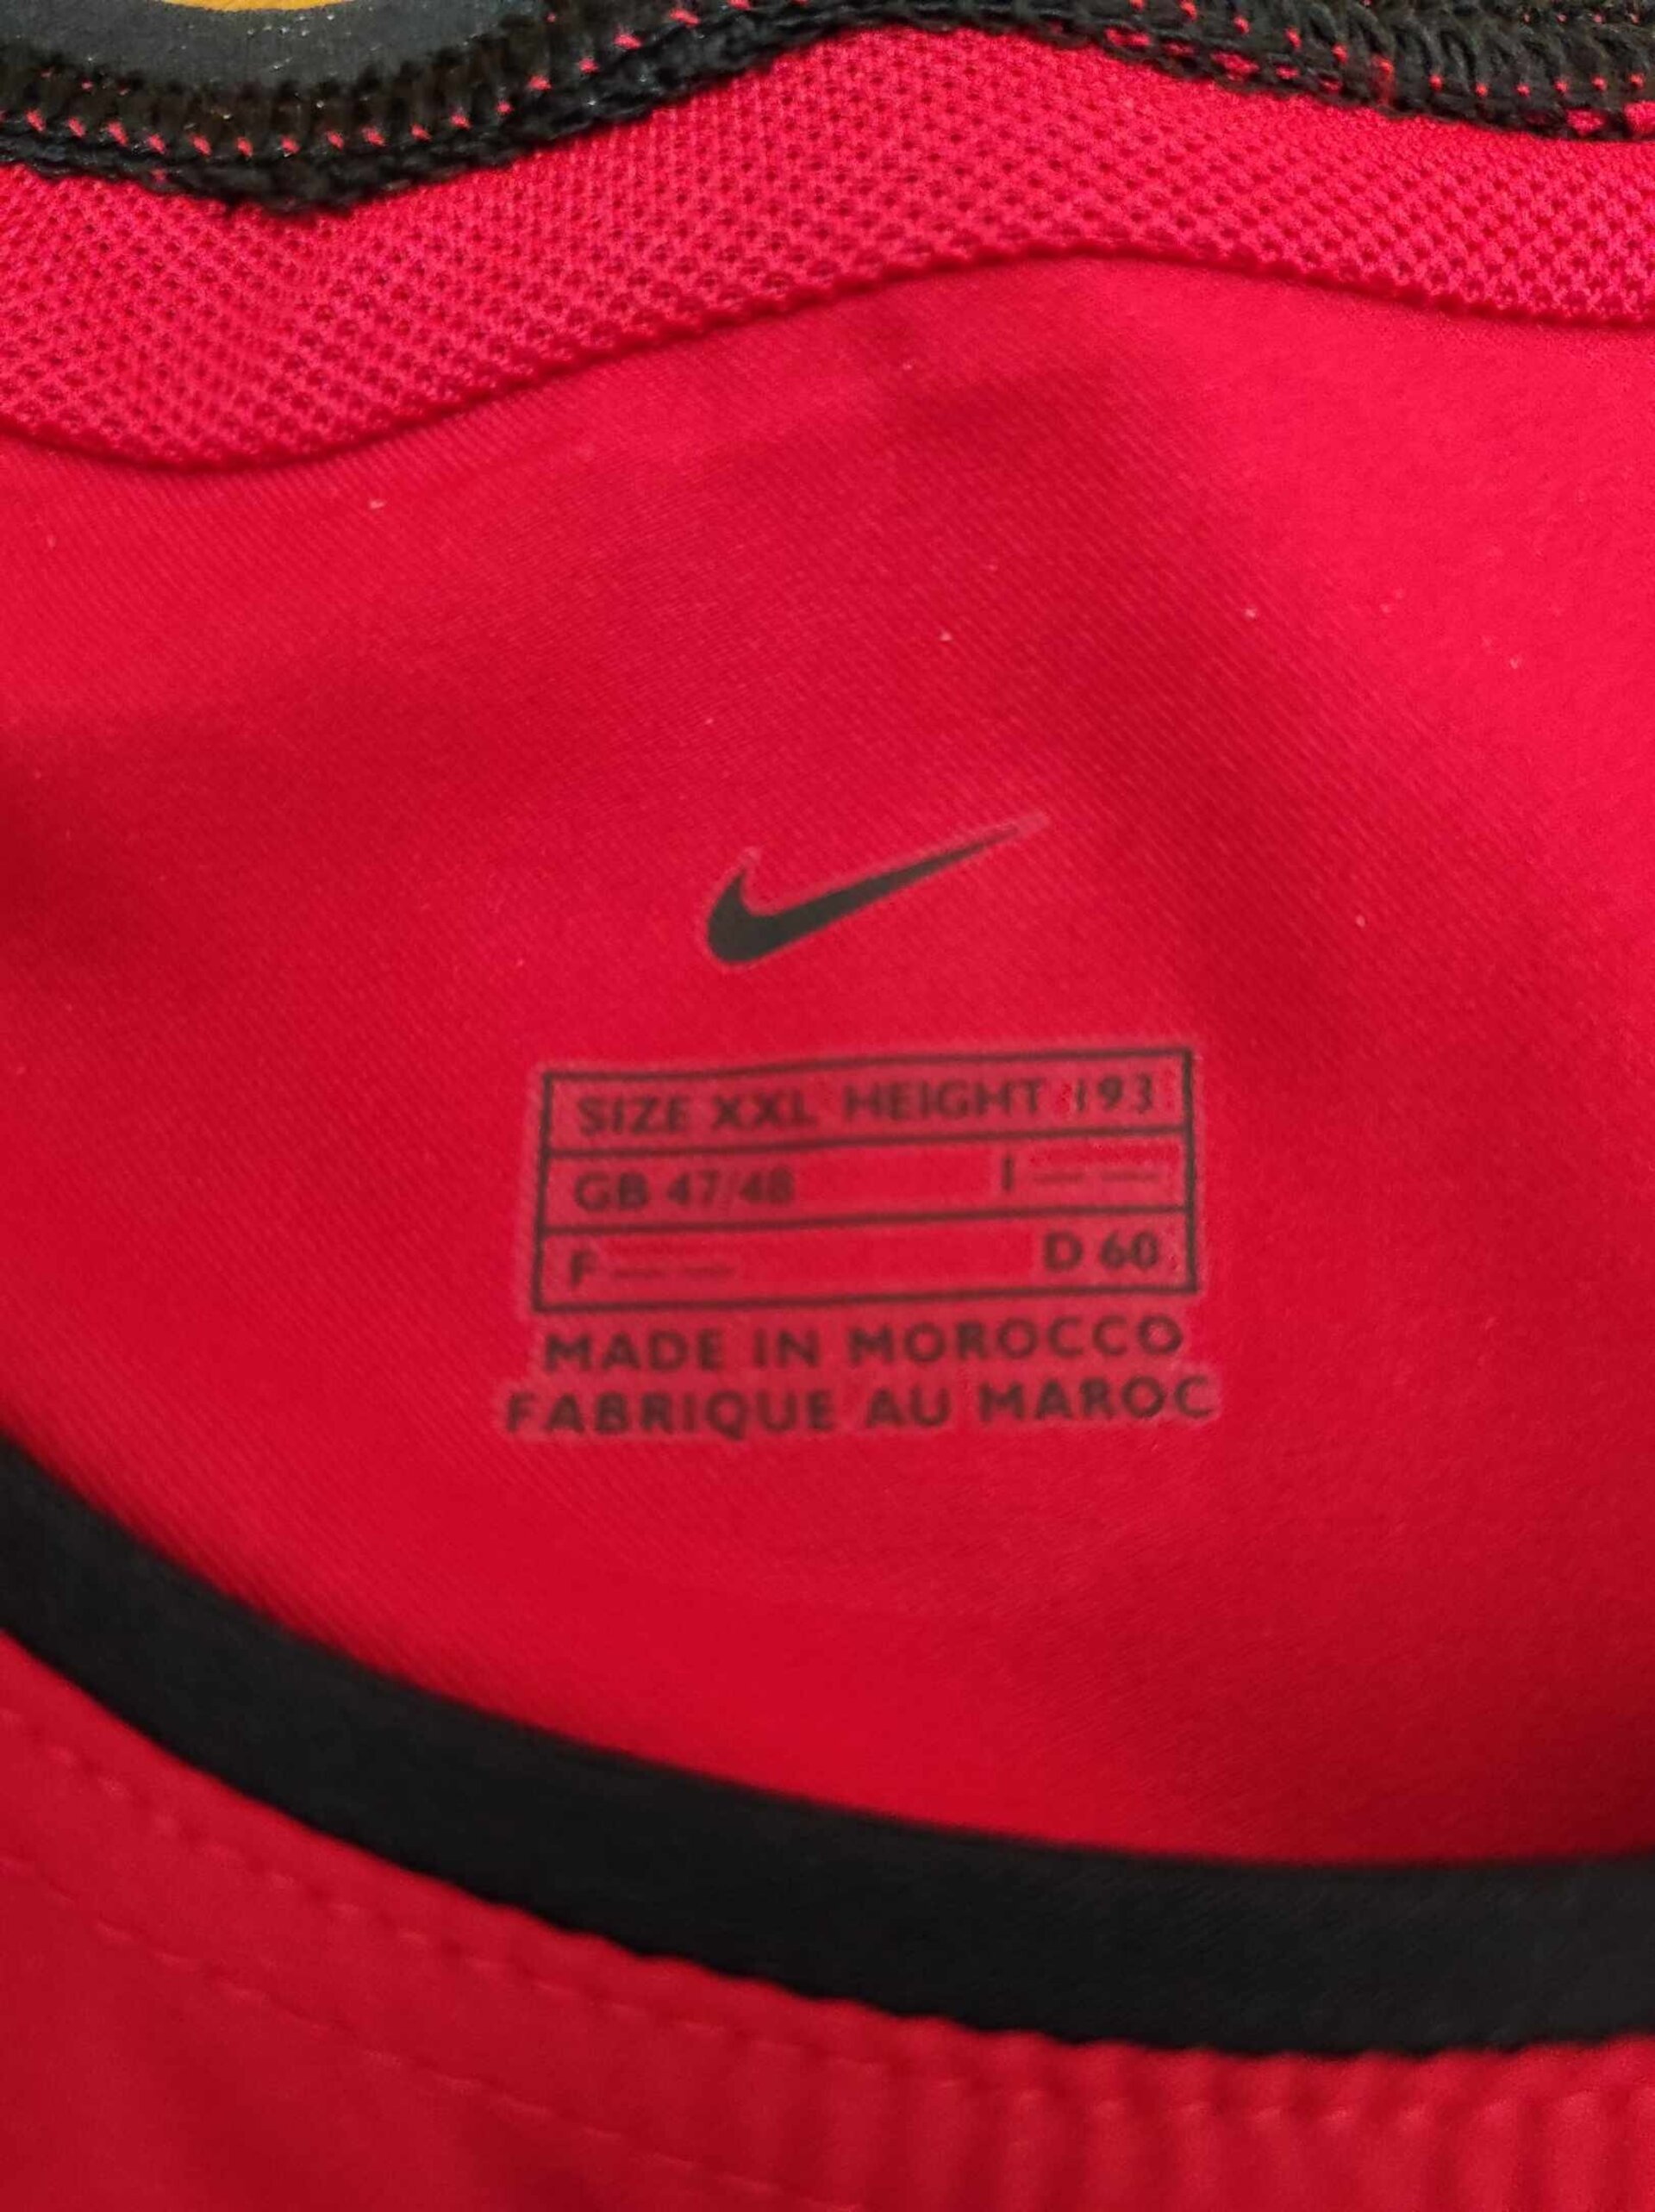 SIZE XXL HEIGHT 193
GB 47/48 I — —
F — — D 60
MADE IN MOROCCO
FABRIQUE AU MAROC